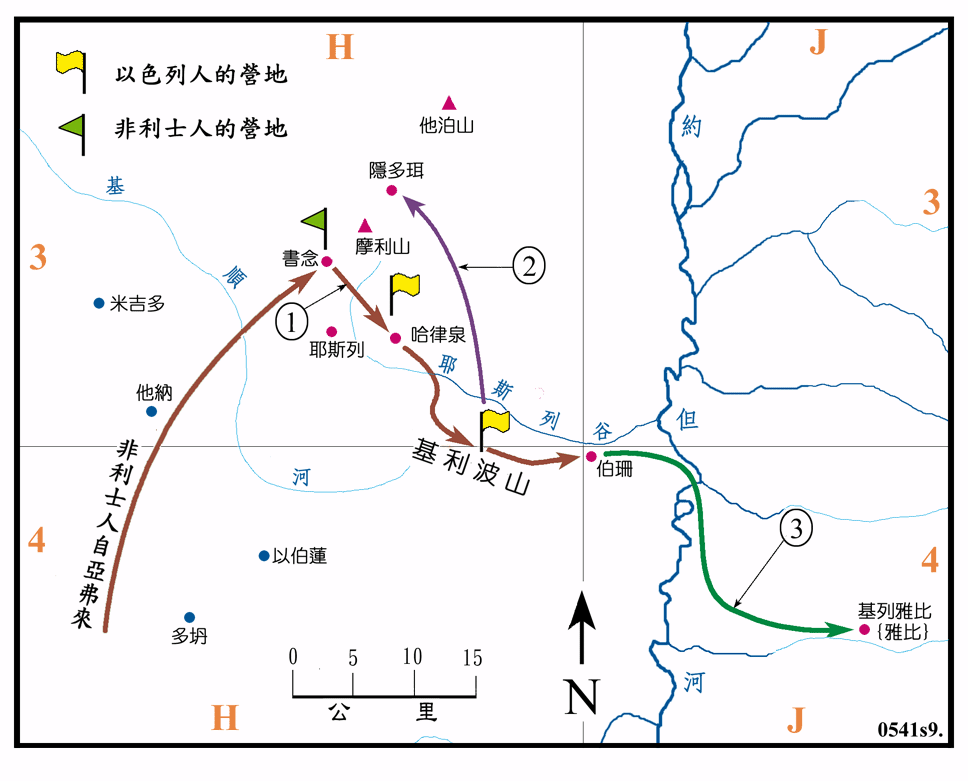 H
J
以色列人的營地
非利士人的營地
他泊山
約
隱多珥
基
3
書念
摩利山
2
3
順
米吉多
1
哈律泉
耶斯列
耶
斯
列
谷
但
他納
基利波山
伯珊
非利士人自亞弗來
河
4
3
4
以伯蓮
基列雅比
{雅比}
多坍
0 5 10 15
公里
N
河
H
J
0541s9.